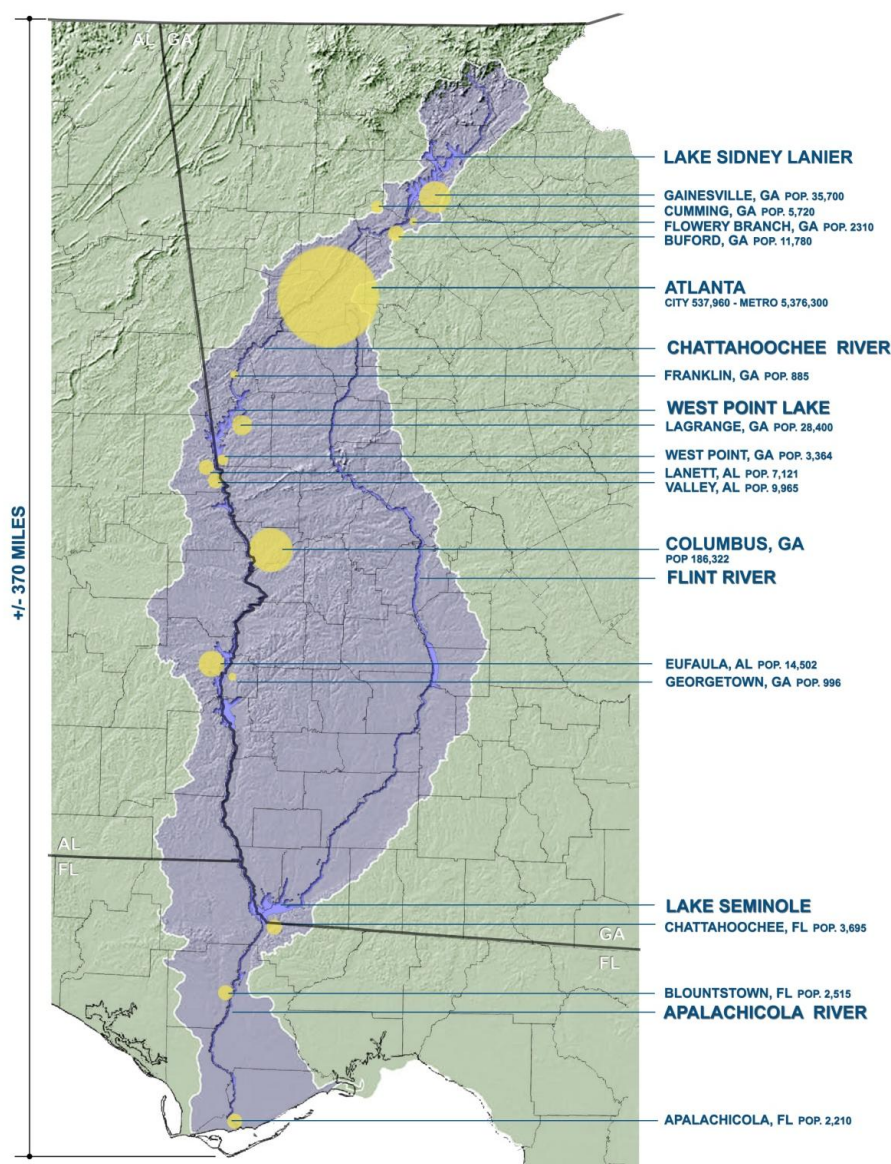 AL GA
LAKE SIDNEY LANIER
GAINESVILLE, GA POP. 35,700
CUMMING, GA POP. 5,720
FLOWERY BRANCH, GA POP. 2310
BUFORD, GA POP. 11,780
ATLANTA
CITY 537,960 - METRO 5,376,300
CHATTAHOOCHEE RIVER
FRANKLIN, GA POP. 885
WEST POINT LAKE
LAGRANGE, GA POP. 28,400
WEST POINT, GA POP. 3,364
LANETT, AL POP. 7,121
VALLEY, AL POP. 9,965
+/- 370 MILES
COLUMBUS, GA
POP 186,322
FLINT RIVER
EUFAULA, AL POP. 14,502
GEORGETOWN, GA POP. 996
AL
FL
LAKE SEMINOLE
CHATTAHOOCHEE, FL POP. 3,695
GA
FL
BLOUNTSTOWN, FL POP. 2,515
APALACHICOLA RIVER
APALACHICOLA, FL POP. 2,210